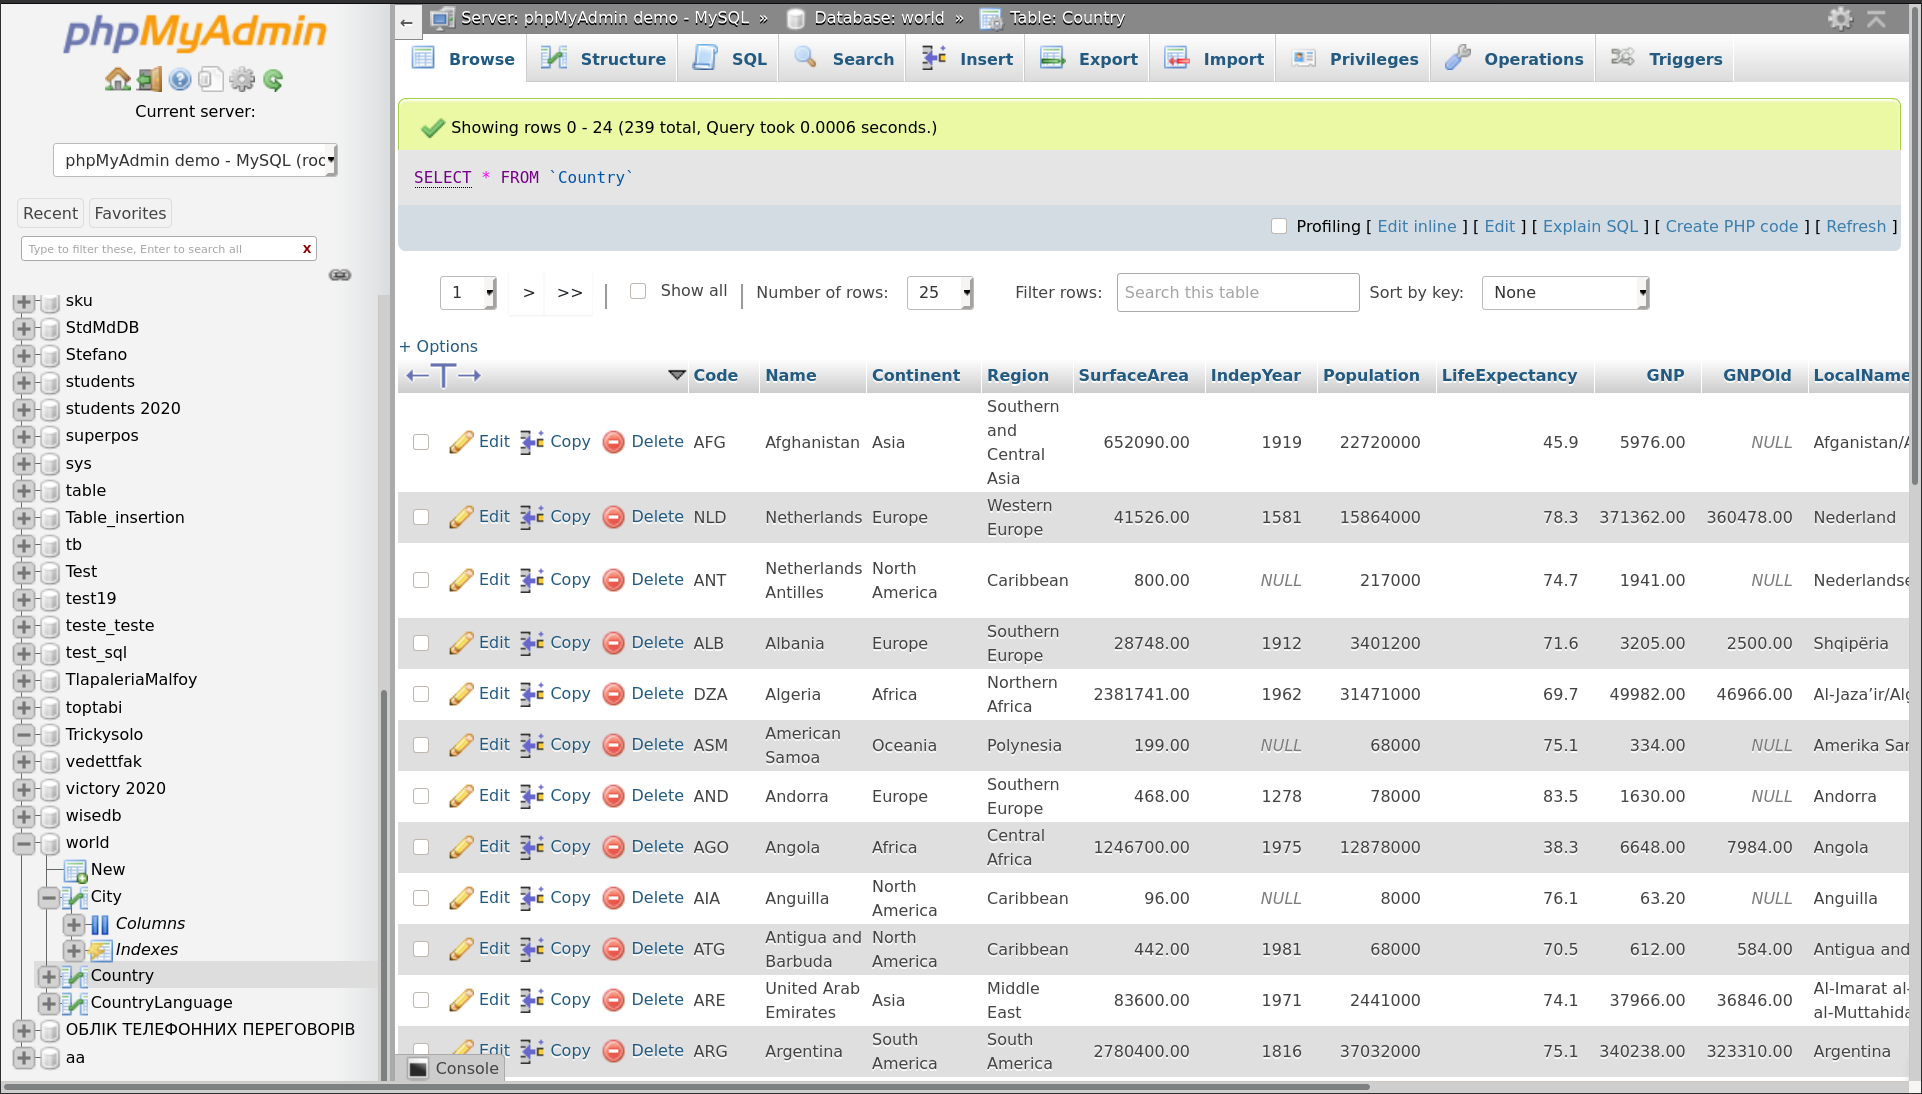 phpMyAdmin
Current server:
phpMyAdmin demo - MySQL (roo
Recent Favorites
Type to filter these, Enter to search all X
sku
StdMdDB
Stefano
students
students 2020
superpos
sys
table
Table_insertion
tb
Test
test19
teste_teste
test_sql
TlapaleriaMalfoy
toptabi
Trickysolo
vedettfak
victory 2020
wisedb
world
New
City
Columns
Indexes
Country
CountryLanguage
ОБЛІК ТЕЛЕФОННИХ ПЕРЕГОВОРІВ
aa
← Server: phpMyAdmin demo - MySQL » Database: world » Table: Country
Browse Structure SQL Search Insert Export Import Privileges Operations Triggers
Showing rows 0 - 24 (239 total, Query took 0.0006 seconds.)
SELECT * FROM `Country`
Profiling [ Edit inline ] [ Edit ] [ Explain SQL ] [ Create PHP code ] [ Refresh ]
1 > >> | Show all | Number of rows: 25 Filter rows: Search this table Sort by key: None
+ Options
←T→ Code Name Continent Region SurfaceArea IndepYear Population LifeExpectancy GNP GNPOld LocalName
Edit Copy Delete AFG Afghanistan Asia Southern and Central Asia 652090.00 1919 22720000 45.9 5976.00 NULL Afganistan/A
Edit Copy Delete NLD Netherlands Europe Western Europe 41526.00 1581 15864000 78.3 371362.00 360478.00 Nederland
Edit Copy Delete ANT Netherlands Antilles North America Caribbean 800.00 NULL 217000 74.7 1941.00 NULL Nederlandse
Edit Copy Delete ALB Albania Europe Southern Europe 28748.00 1912 3401200 71.6 3205.00 2500.00 Shqipëria
Edit Copy Delete DZA Algeria Africa Northern Africa 2381741.00 1962 31471000 69.7 49982.00 46966.00 Al-Jaza’ir/Alg
Edit Copy Delete ASM American Samoa Oceania Polynesia 199.00 NULL 68000 75.1 334.00 NULL Amerika Sam
Edit Copy Delete AND Andorra Europe Southern Europe 468.00 1278 78000 83.5 1630.00 NULL Andorra
Edit Copy Delete AGO Angola Africa Central Africa 1246700.00 1975 12878000 38.3 6648.00 7984.00 Angola
Edit Copy Delete AIA Anguilla North America Caribbean 96.00 NULL 8000 76.1 63.20 NULL Anguilla
Edit Copy Delete ATG Antigua and Barbuda North America Caribbean 442.00 1981 68000 70.5 612.00 584.00 Antigua and
Edit Copy Delete ARE United Arab Emirates Asia Middle East 83600.00 1971 2441000 74.1 37966.00 36846.00 Al-Imarat al- al-Muttahida
Edit Copy Delete ARG Argentina South America South America 2780400.00 1816 37032000 75.1 340238.00 323310.00 Argentina
Console